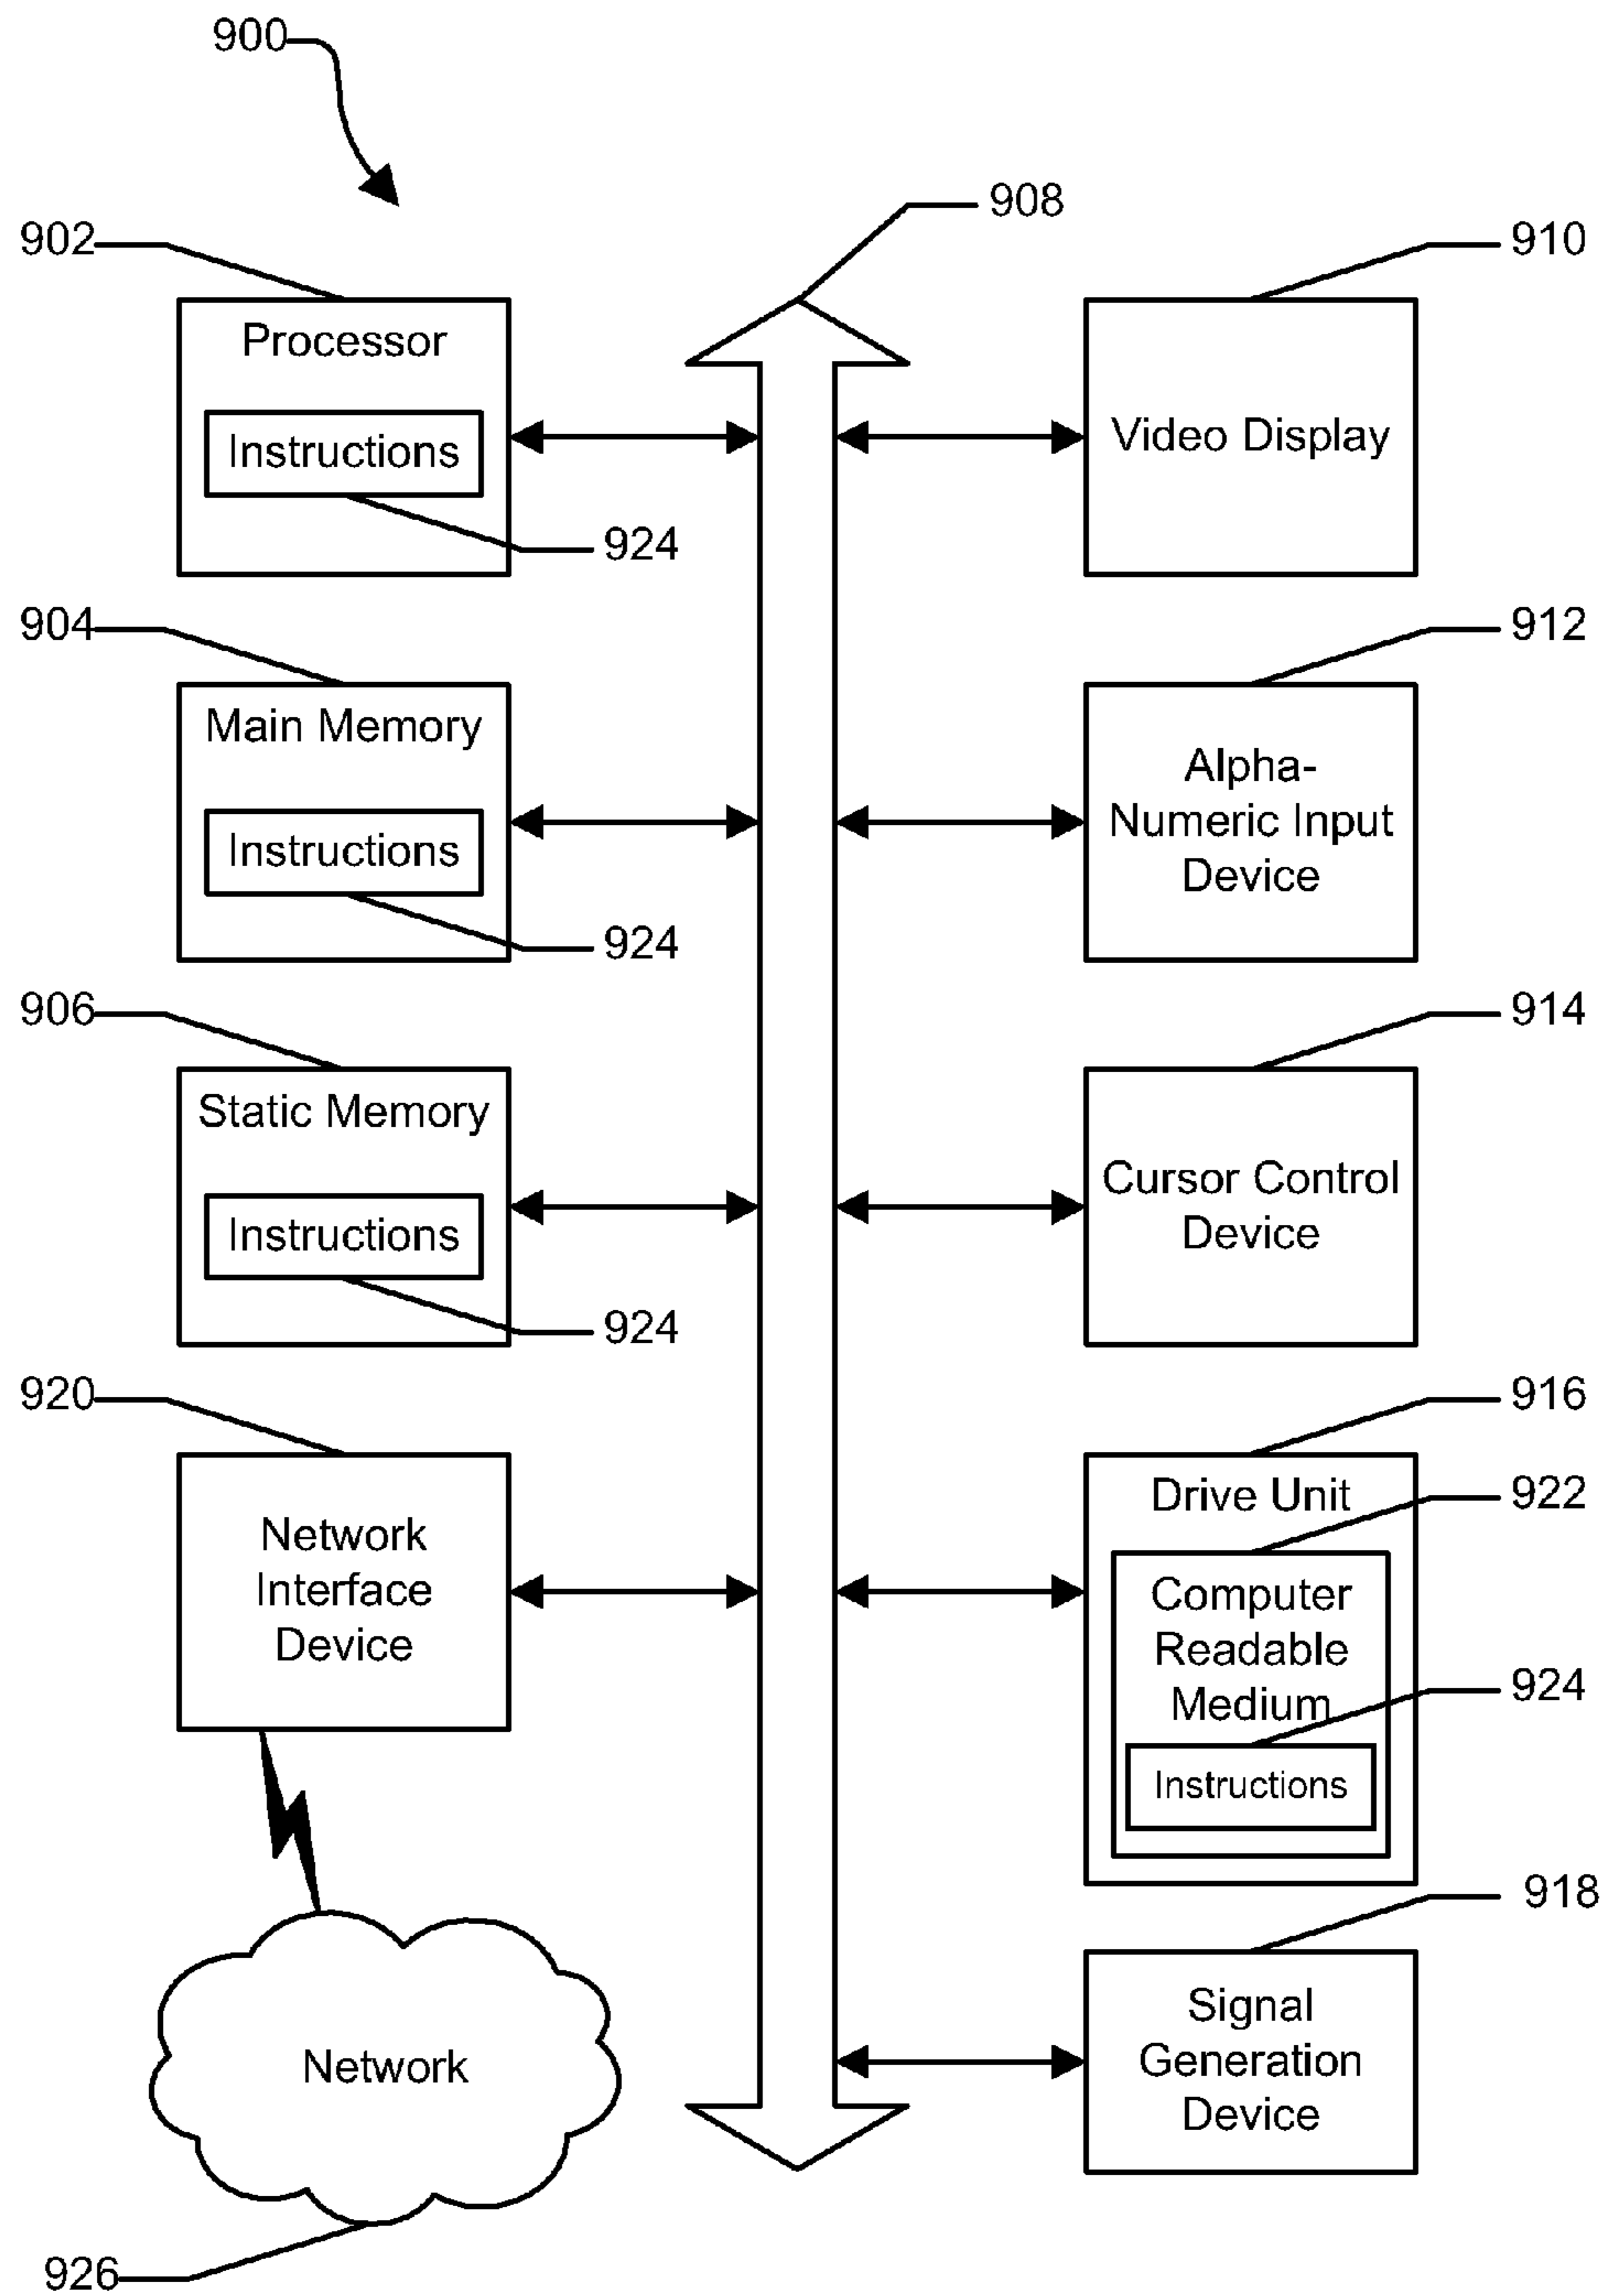 900
908
902
910
Processor
Instructions
924
Video Display
904
912
Main Memory
Instructions
924
Alpha-
Numeric Input
Device
906
914
Static Memory
Instructions
924
Cursor Control
Device
920
916
Network
Interface
Device
Drive Unit
922
Computer
Readable
Medium
924
Instructions
918
Signal
Generation
Device
Network
926